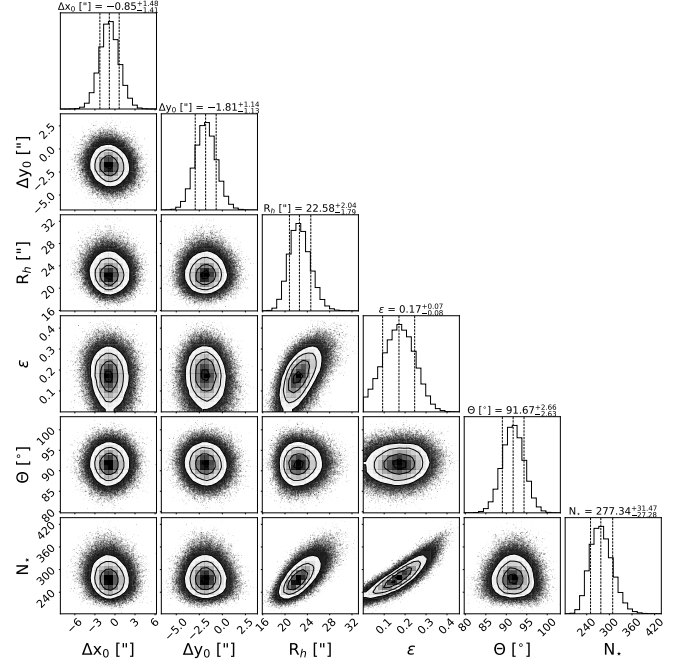 Δx₀ ["] = −0.85⁺¹·⁴⁸₋₁.₄₁
Δy₀ ["] = −1.81⁺¹·¹⁴₋₁.₁₃
Δy₀ ["]
2.5
0.0
−2.5
−5.0
Rₕ ["] = 22.58⁺²·⁰⁴₋₁.₇₉
Rₕ ["]
32
28
24
20
16
ε = 0.17⁺⁰·⁰⁷₋₀.₀₈
ε
0.4
0.3
0.2
0.1
Θ [°] = 91.67⁺²·⁶⁶₋₂.₆₃
Θ [°]
100
95
90
85
80
N⋆ = 277.34⁺³¹·⁴⁷₋₂₇.₂₈
N⋆
420
360
300
240
−6 −3 0 3 6
−5.0 −2.5 0.0 2.5
16 20 24 28 32
0.1 0.2 0.3 0.4
80 85 90 95 100
240 300 360 420
Δx₀ ["] Δy₀ ["] Rₕ ["] ε Θ [°] N⋆